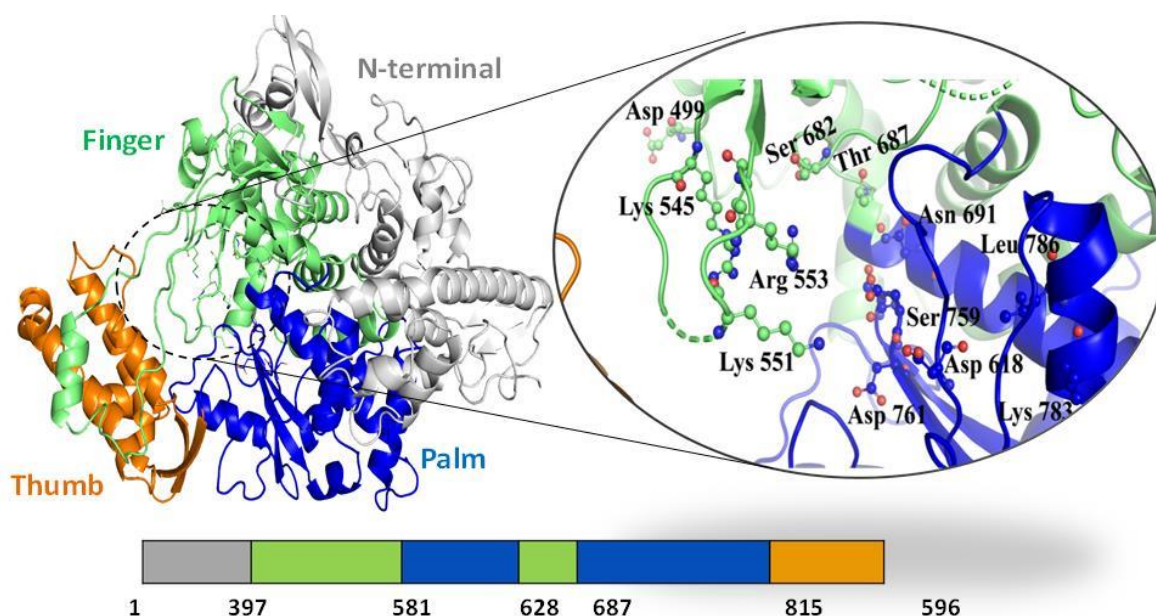 N-terminal
Finger
Thumb
Palm
Asp 499
Ser 682
Thr 687
Lys 545
Asn 691
Leu 786
Arg 553
Ser 759
Lys 551
Asp 618
Asp 761
Lys 783
1 397 581 628 687 815 596